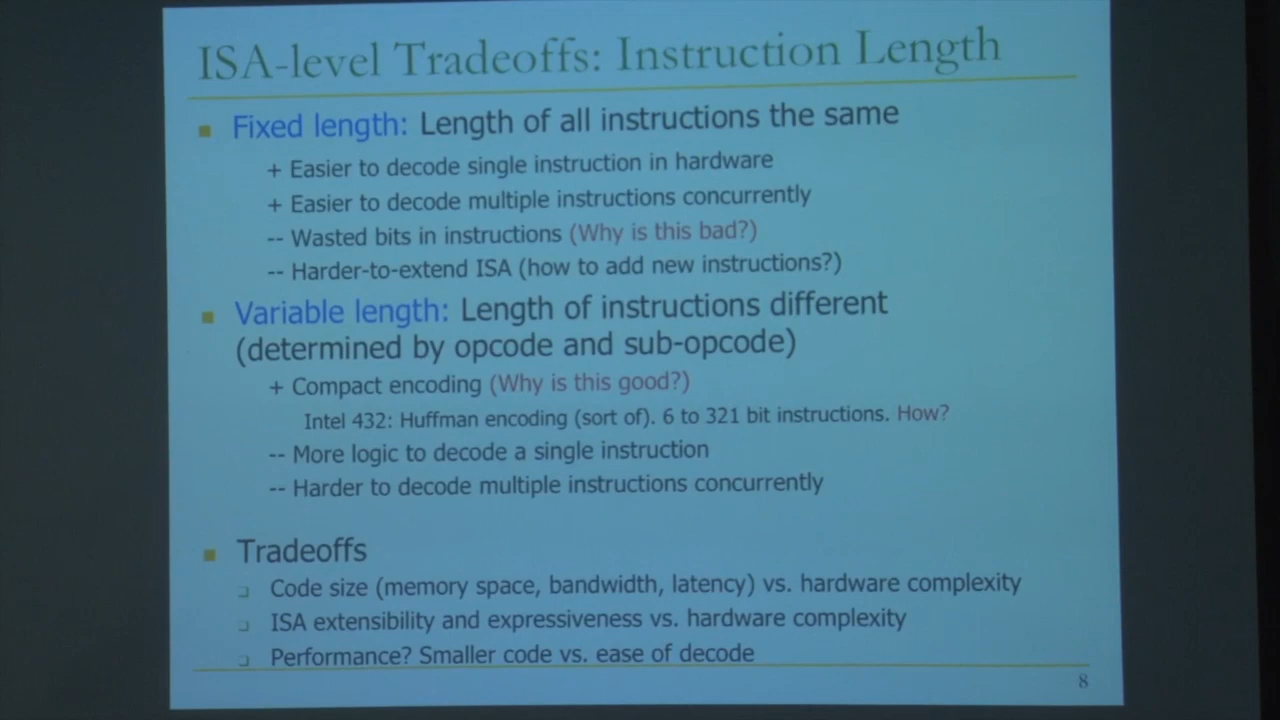 ISA-level Tradeoffs: Instruction Length
Fixed length: Length of all instructions the same
+ Easier to decode single instruction in hardware
+ Easier to decode multiple instructions concurrently
-- Wasted bits in instructions (Why is this bad?)
-- Harder-to-extend ISA (how to add new instructions?)
Variable length: Length of instructions different
(determined by opcode and sub-opcode)
+ Compact encoding (Why is this good?)
Intel 432: Huffman encoding (sort of). 6 to 321 bit instructions. How?
-- More logic to decode a single instruction
-- Harder to decode multiple instructions concurrently
Tradeoffs
Code size (memory space, bandwidth, latency) vs. hardware complexity
ISA extensibility and expressiveness vs. hardware complexity
Performance? Smaller code vs. ease of decode
8